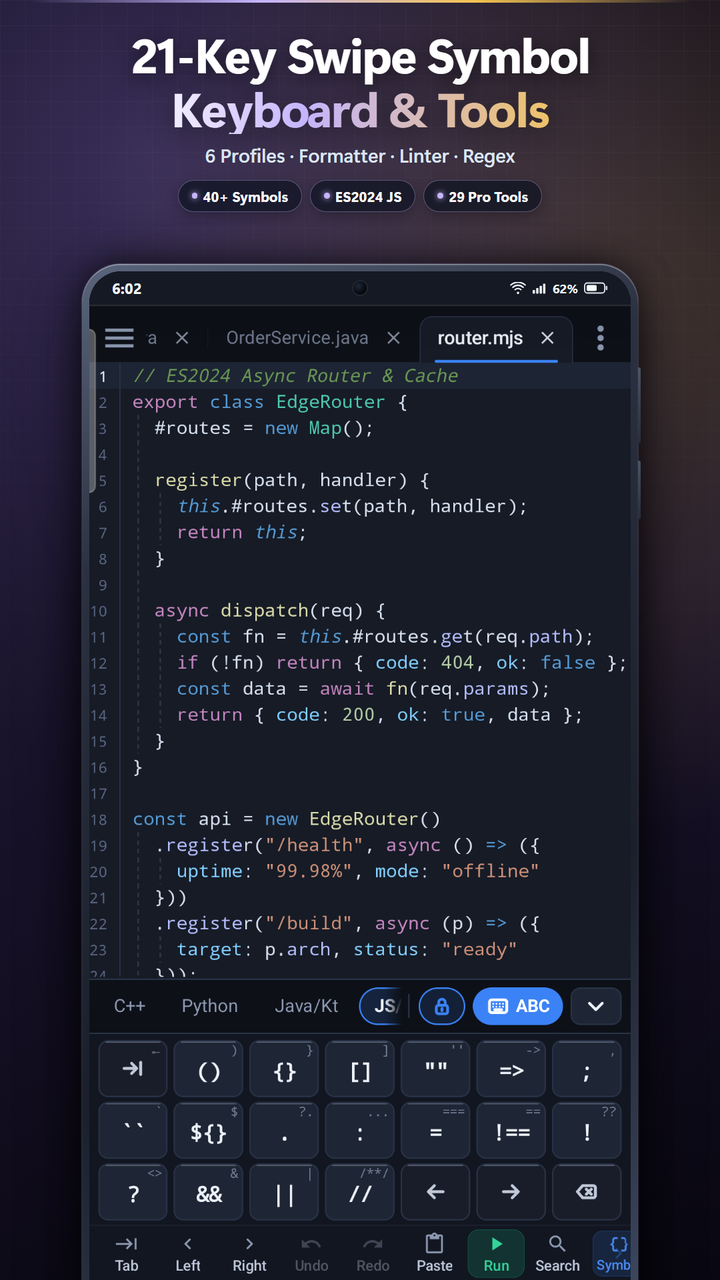 21-Key Swipe Symbol
Keyboard & Tools
6 Profiles · Formatter · Linter · Regex
40+ Symbols
ES2024 JS
29 Pro Tools
6:02
62%
a
OrderService.java
router.mjs
1 // ES2024 Async Router & Cache
2 export class EdgeRouter {
3 #routes = new Map();
4
5 register(path, handler) {
6 this.#routes.set(path, handler);
7 return this;
8 }
9
10 async dispatch(req) {
11 const fn = this.#routes.get(req.path);
12 if (!fn) return { code: 404, ok: false };
13 const data = await fn(req.params);
14 return { code: 200, ok: true, data };
15 }
16 }
17
18 const api = new EdgeRouter()
19 .register("/health", async () => ({
20 uptime: "99.98%", mode: "offline"
21 }))
22 .register("/build", async (p) => ({
23 target: p.arch, status: "ready"
24 }));
C++ Python Java/Kt JS/ ABC
← ) } ] '' -> ,
→| () {} [] "" => ;
` $ ?. ... === == ??
`` ${} . : = !== !
<> & | /**/
? && || // ← →
Tab Left Right Undo Redo Paste Run Search Symb